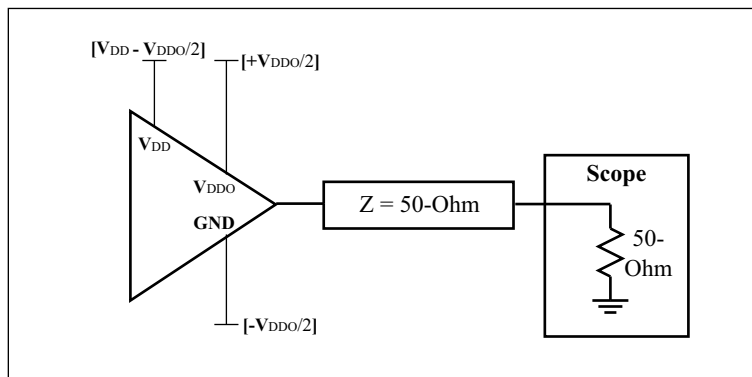 [VDD - VDDO/2]
[+VDDO/2]
VDD
VDDO
GND
[-VDDO/2]
Z = 50-Ohm
Scope
50-
Ohm